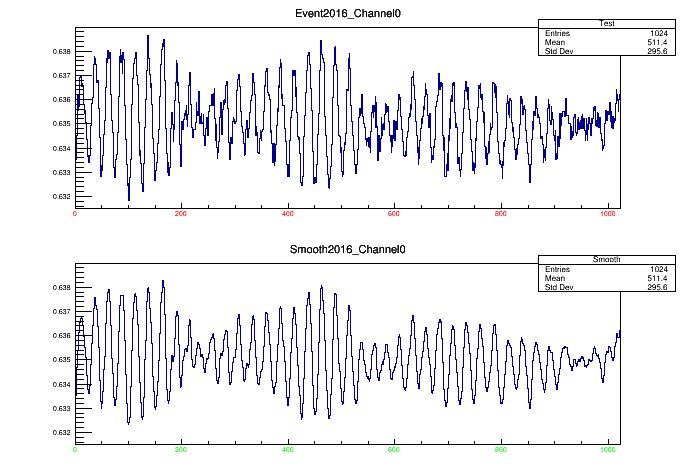 Event2016_Channel0
Test
Entries 1024
Mean 511.4
Std Dev 295.6
0.638
0.637
0.636
0.635
0.634
0.633
0.632
0 200 400 600 800 1000
Smooth2016_Channel0
Smooth
Entries 1024
Mean 511.4
Std Dev 295.6
0.638
0.637
0.636
0.635
0.634
0.633
0.632
0 200 400 600 800 1000